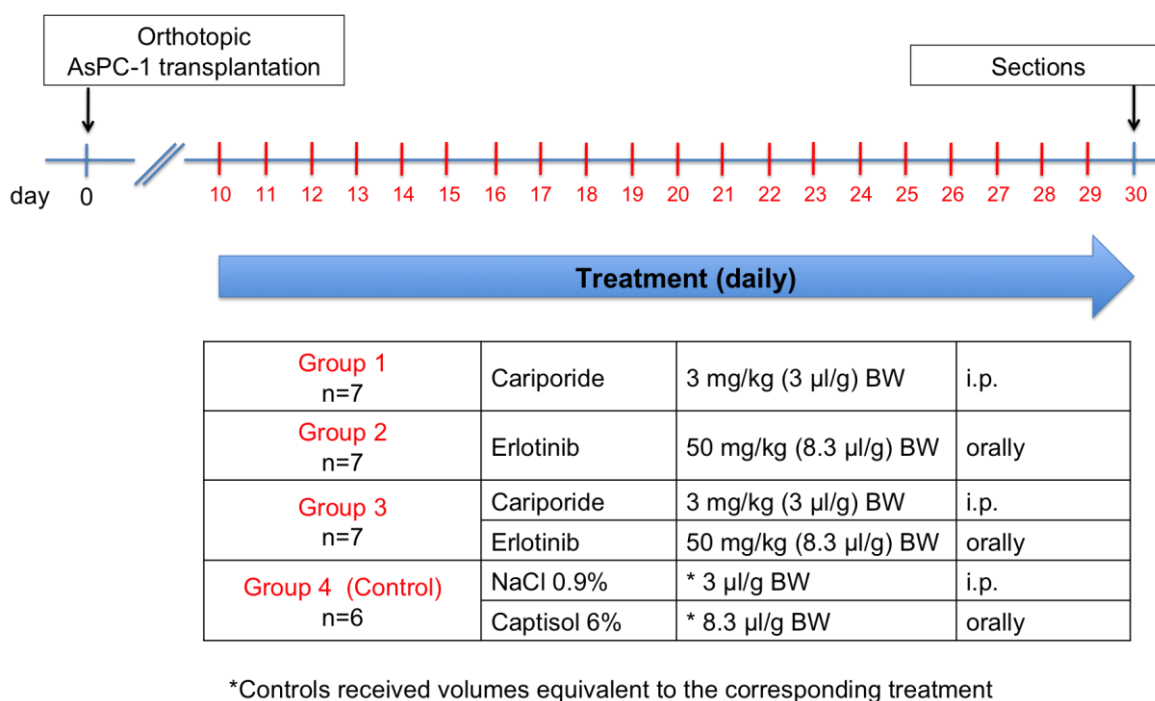 Orthotopic
AsPC-1 transplantation
Sections
day 0 10 11 12 13 14 15 16 17 18 19 20 21 22 23 24 25 26 27 28 29 30
Treatment (daily)
Group 1
n=7
Cariporide 3 mg/kg (3 µl/g) BW i.p.
Group 2
n=7
Erlotinib 50 mg/kg (8.3 µl/g) BW orally
Group 3
n=7
Cariporide 3 mg/kg (3 µl/g) BW i.p.
Erlotinib 50 mg/kg (8.3 µl/g) BW orally
Group 4 (Control)
n=6
NaCl 0.9% * 3 µl/g BW i.p.
Captisol 6% * 8.3 µl/g BW orally
*Controls received volumes equivalent to the corresponding treatment